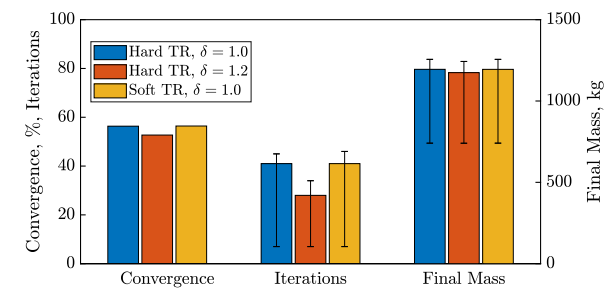 Convergence, %, Iterations
100
80
60
40
20
0
Hard TR, δ = 1.0
Hard TR, δ = 1.2
Soft TR, δ = 1.0
Convergence
Iterations
Final Mass
1500
1000
500
0
Final Mass, kg